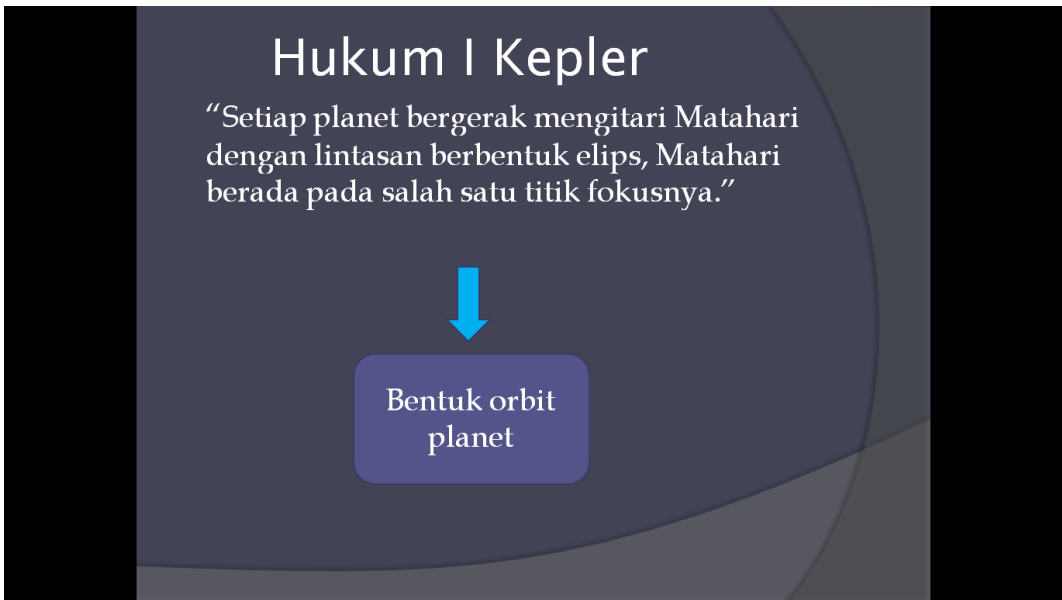 Hukum I Kepler
“Setiap planet bergerak mengitari Matahari
dengan lintasan berbentuk elips, Matahari
berada pada salah satu titik fokusnya.”
Bentuk orbit
planet